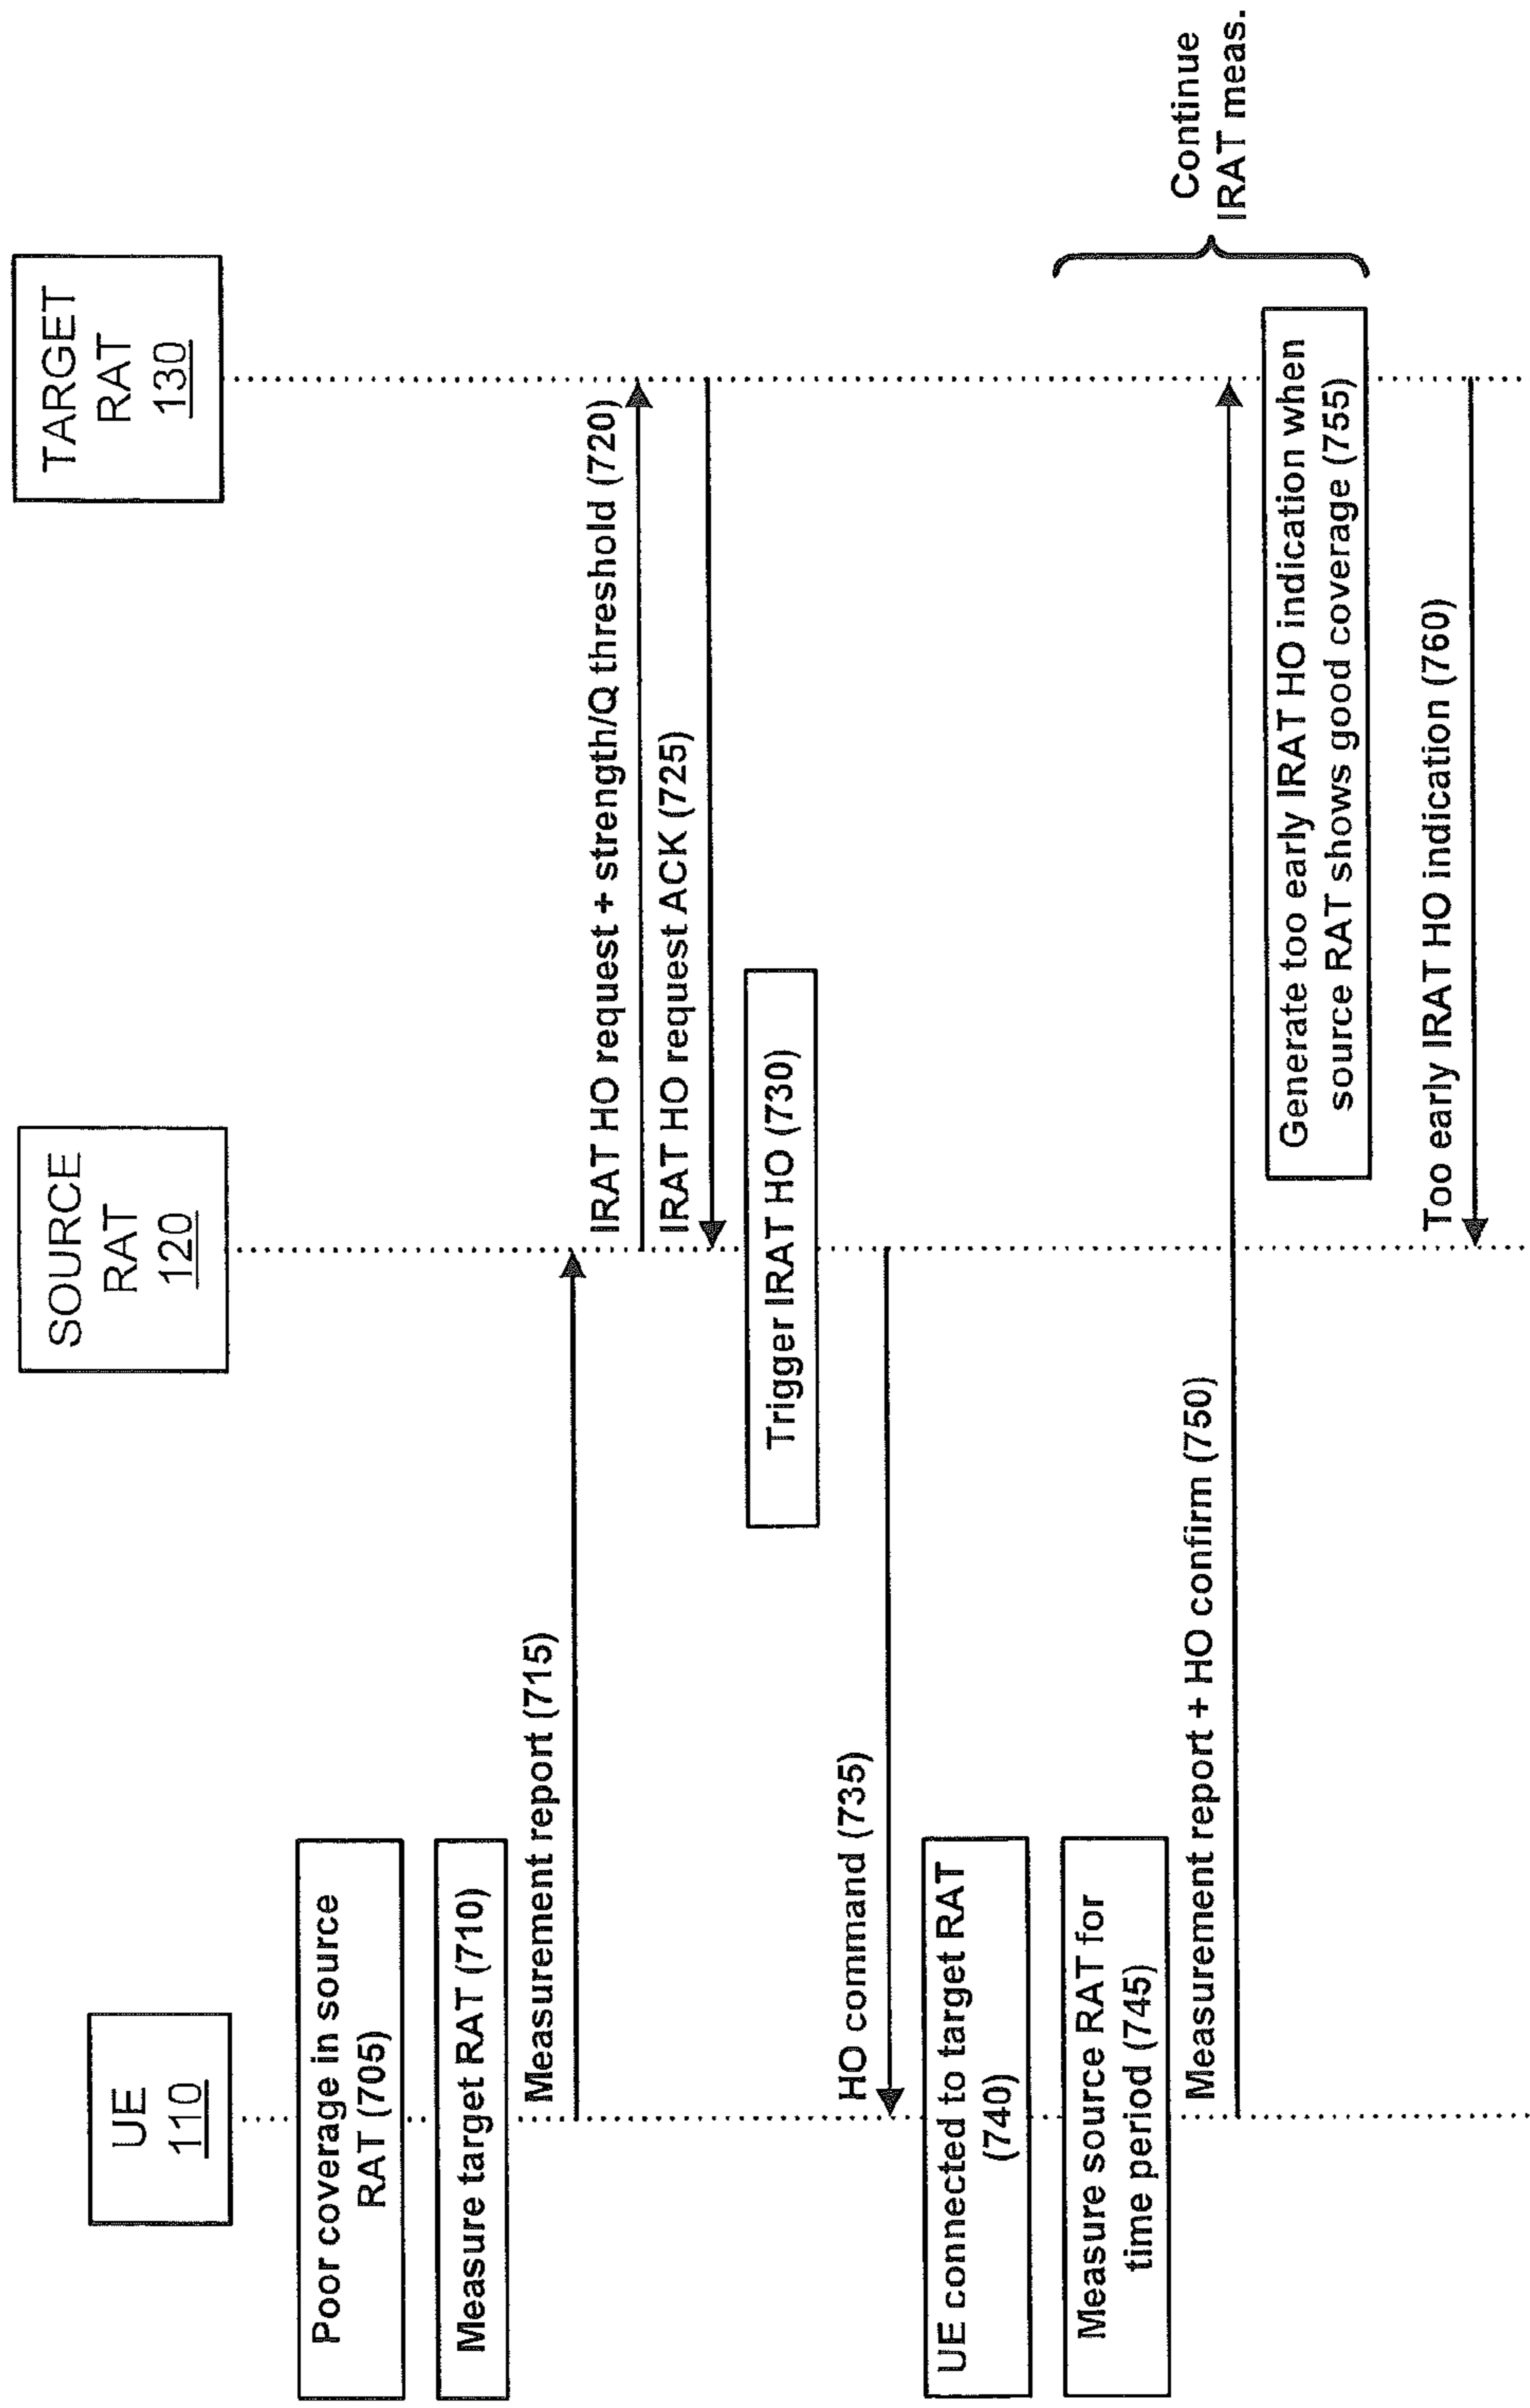 UE
110
SOURCE
RAT
120
TARGET
RAT
130
Poor coverage in source
RAT (705)
Measure target RAT (710)
Measurement report (715)
IRAT HO request + strength/Q threshold (720)
IRAT HO request ACK (725)
Trigger IRAT HO (730)
HO command (735)
UE connected to target RAT
(740)
Measure source RAT for
time period (745)
Measurement report + HO confirm (750)
Continue
IRAT meas.
Generate too early IRAT HO indication when
source RAT shows good coverage (755)
Too early IRAT HO indication (760)